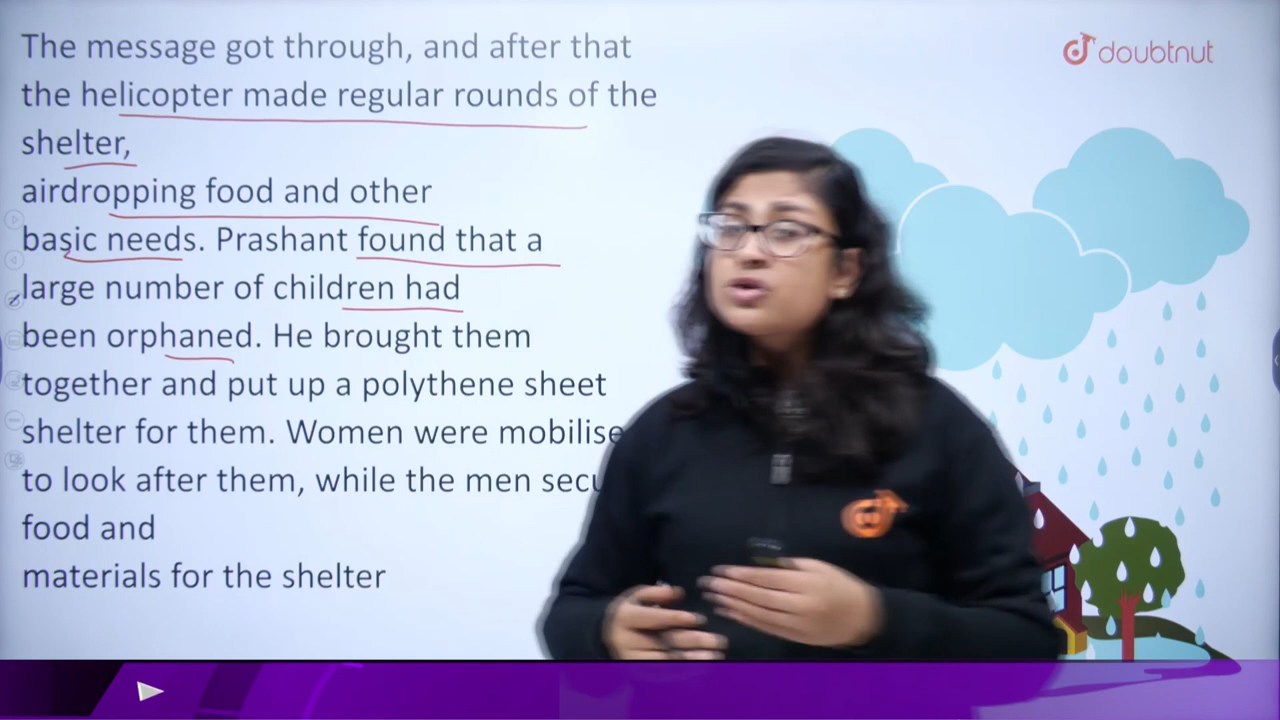 The message got through, and after that
the helicopter made regular rounds of the
shelter,
airdropping food and other
basic needs. Prashant found that a
large number of children had
been orphaned. He brought them
together and put up a polythene sheet
shelter for them. Women were
to look after them, while the men
food and
materials for the shelter
doubtnut